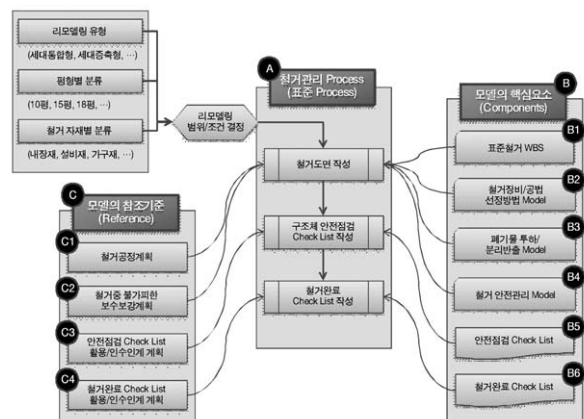 리모델링 유형
(세대통합형, 세대증축형, …)
평형별 분류
(10평, 15평, 18평, …)
철거 자재별 분류
(내장재, 설비재, 가구재, …)
리모델링
범위/조건 결정
A
철거관리 Process
(표준 Process)
철거도면 작성
구조체 안전점검
Check List 작성
철거완료
Check List 작성
B
모델의 핵심요소
(Components)
B1
표준철거 WBS
B2
철거장비/공법
선정방법 Model
B3
폐기물 투하/
분리반출 Model
B4
철거 안전관리 Model
B5
안전점검 Check List
B6
철거완료 Check List
C
모델의 참조기준
(Reference)
C1
철거공정계획
C2
철거중 불가피한
보수보강계획
C3
안전점검 Check List
활용/인수인계 계획
C4
철거완료 Check List
활용/인수인계 계획